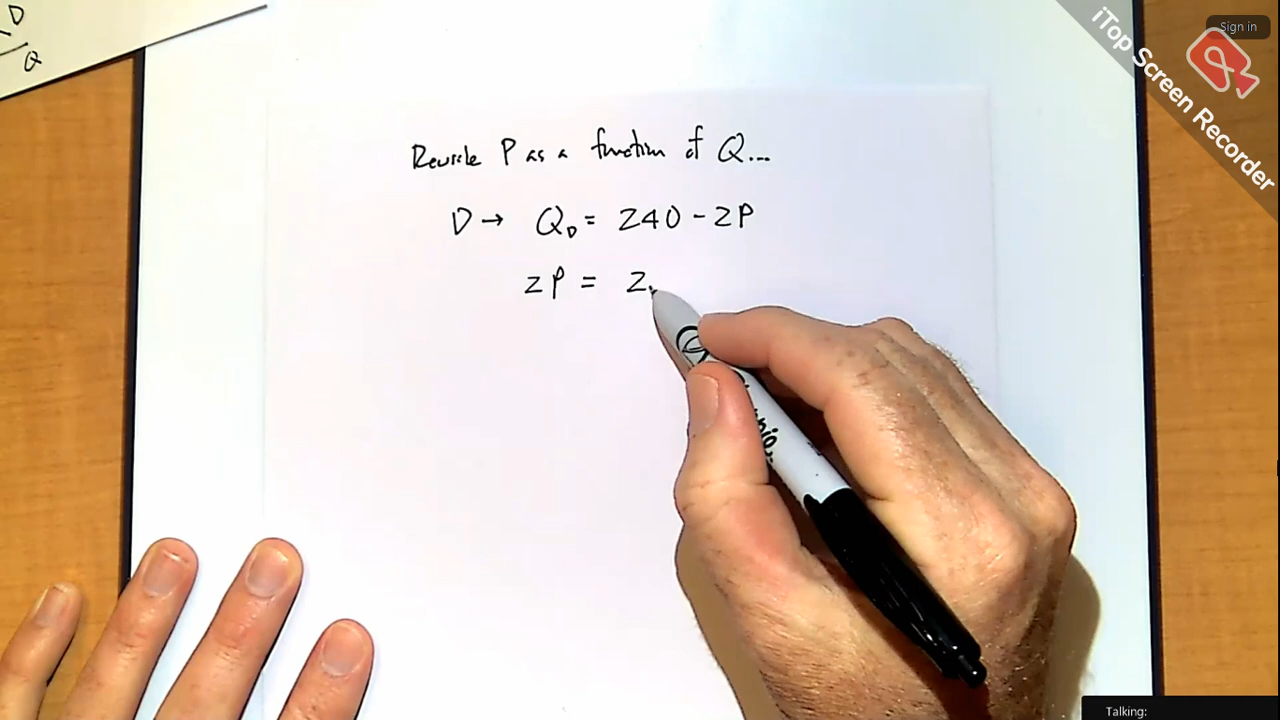 D
Q
Rewrite P as a function of Q...
D → Q_D = 240 - 2P
2P = 2
iTop Screen Recorder
Sign in
Talking: